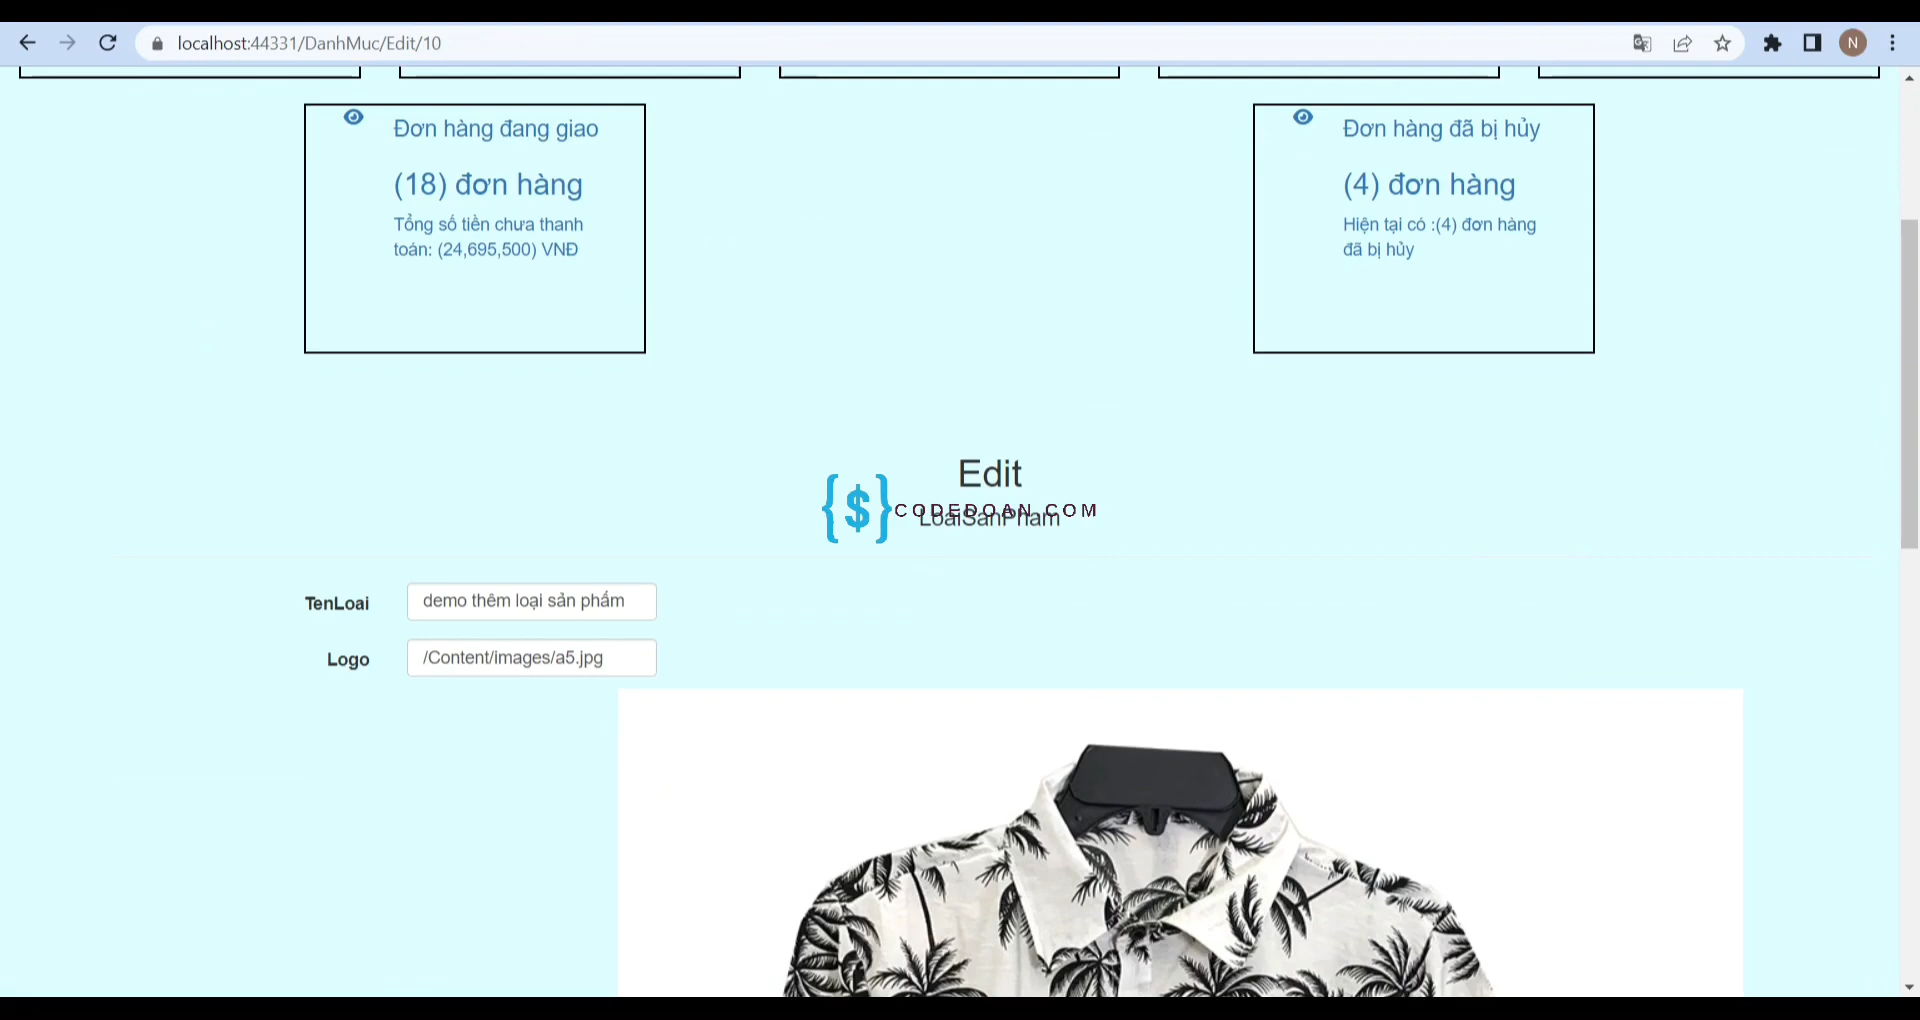 localhost:44331/DanhMuc/Edit/10
N
Đơn hàng đang giao
(18) đơn hàng
Tổng số tiền chưa thanh
toán: (24,695,500) VNĐ
Đơn hàng đã bị hủy
(4) đơn hàng
Hiện tại có :(4) đơn hàng
đã bị hủy
Edit
{$} CODEDOAN.COM
LoaiSanPham
TenLoai
demo thêm loại sản phẩm
Logo
/Content/images/a5.jpg